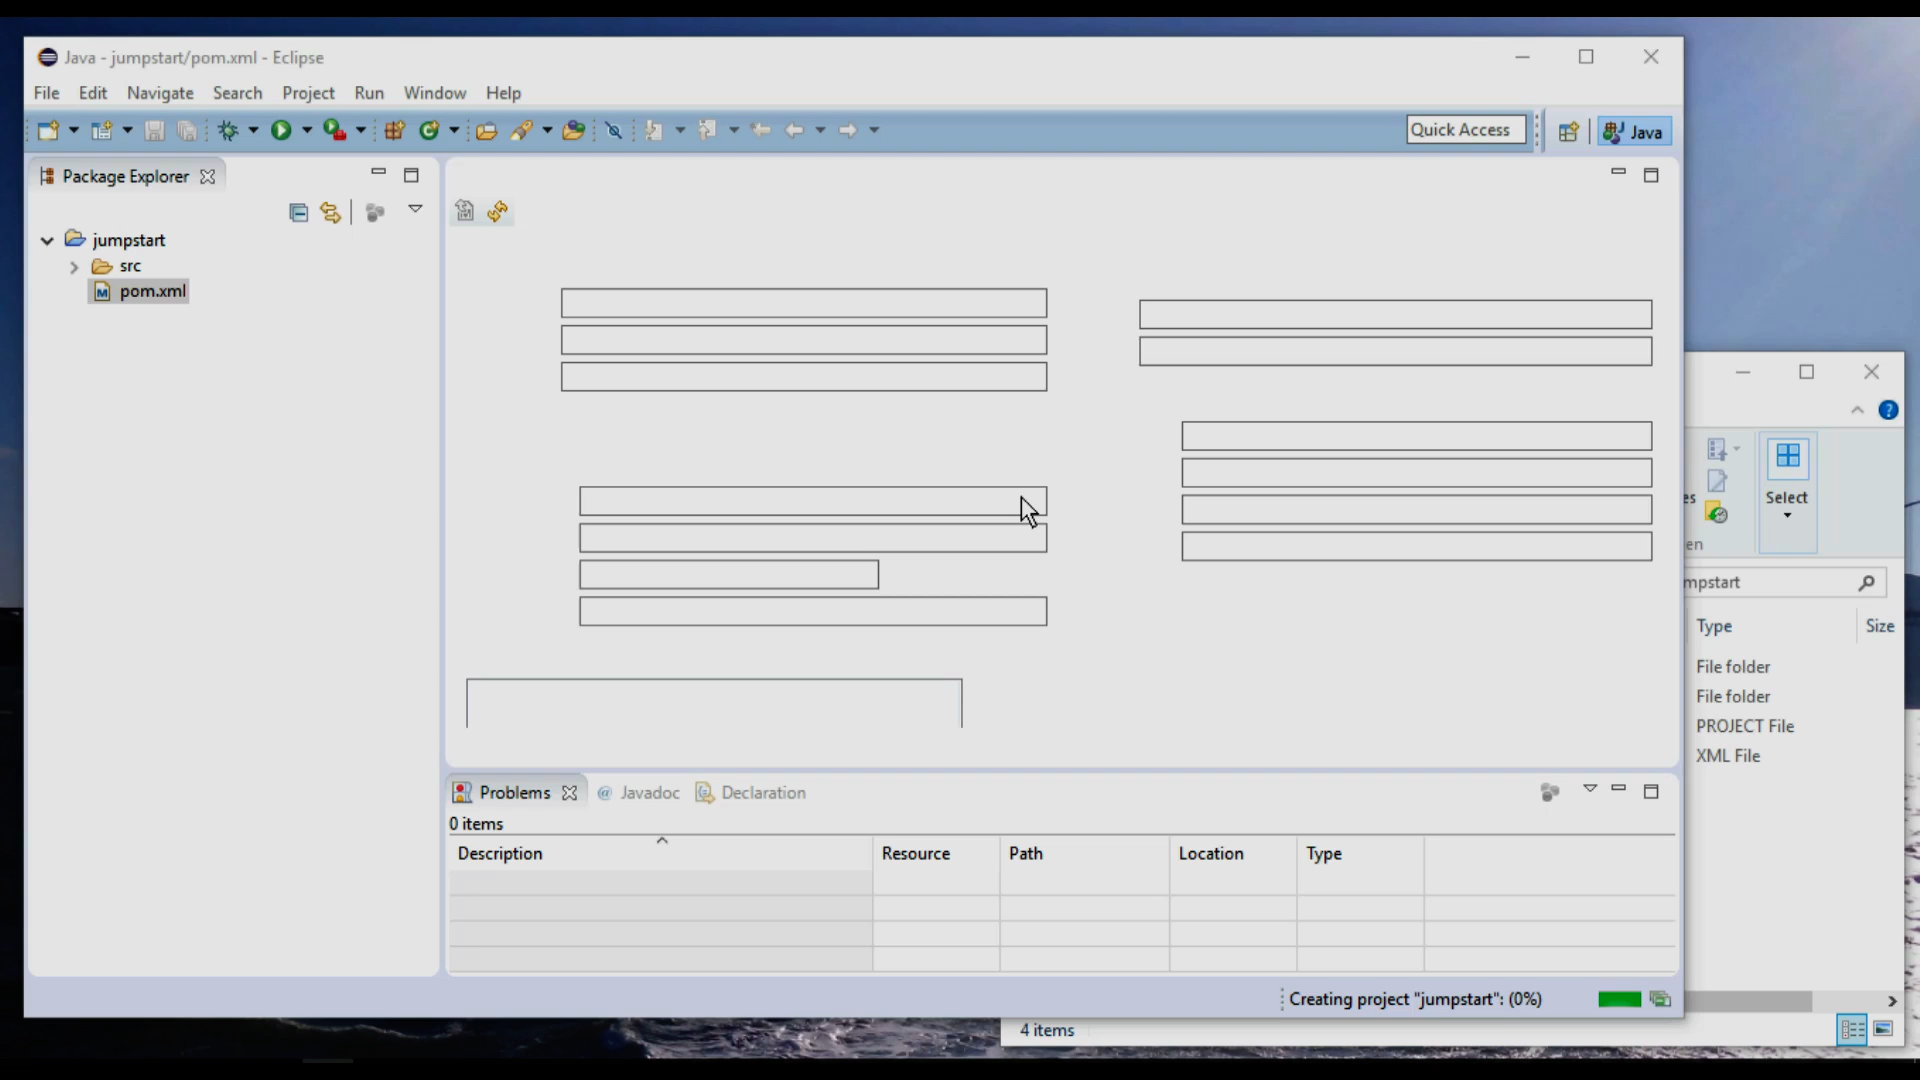 Java - jumpstart/pom.xml - Eclipse
File Edit Navigate Search Project Run Window Help
Quick Access
Java
Package Explorer
jumpstart
src
pom.xml
Select
en
mpstart
Type Size
File folder
File folder
PROJECT File
XML File
Problems @ Javadoc Declaration
0 items
Description Resource Path Location Type
Creating project "jumpstart": (0%)
4 items